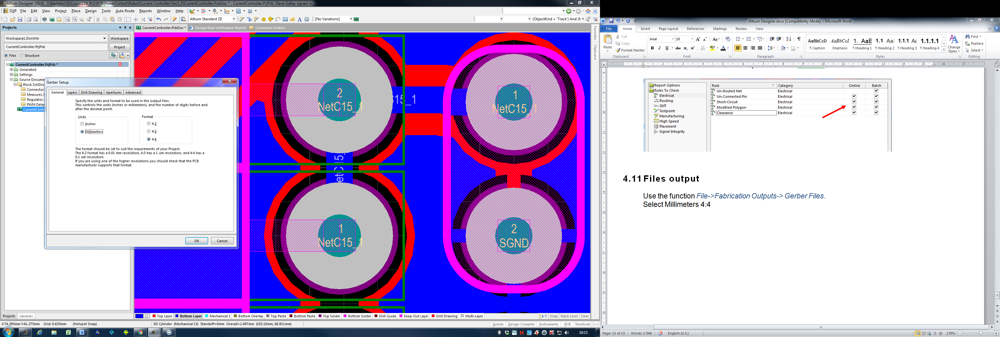 Altium Designer (16.0) - I:\Bachelor\SI\Cours\216_Pr2\PCB\PowerControl\Robot\Current Controller\Ver3_0\CurrentController.PcbDoc * - CurrentController.PrjPcb. Steve Gallay signed in.
DXP File Edit View Project Place Design Tools Auto Route Reports Window Help
Altium Standard 2D [No Variations] (ObjectKind = 'Track') And (N
Projects
CurrentController.PcbDoc * Design Rule Verification Report Connector.SchDoc
Workspace1.DsnWrk Workspace
CurrentController.PrjPcb Project
Files Structure
CurrentController.PrjPcb *
Generated
Settings
Source Docume
Block.SchDoc
Connector
Measures.S
Regulator.
PWM Delay
CurrentContr
Gerber Setup
General Layers Drill Drawing Apertures Advanced
Specify the units and format to be used in the output files.
This controls the units (inches or millimeters), and the number of digits before and
after the decimal point.
Units Format
Inches 4:2
Millimeters 4:3
4:4
The format should be set to suit the requirements of your Project.
The 4:2 format has a 0.01 mm resolution, 4:3 has a 1 um resolution, and 4:4 has a
0.1 um resolution.
If you are using one of the higher resolutions you should check that the PCB
manufacturer supports that format.
OK Cancel
2
NetC15_1
C15_1
1
NetC15_1
1
NetC15_1
2
SGND
Favorites
Clipboard
Projects Libraries
LS Top Layer Bottom Layer Mechanical 1 Bottom Overlay Top Paste Bottom Paste Top Solder Bottom Solder Drill Guide Keep-Out Layer Drill Drawing Multi-Layer Snap Mask Level Clear
X:74.295mm Y:41.275mm Grid: 0.635mm (Hotspot Snap) 3D Cylinder (Mechanical 13) Standoff=0mm Overall=2.497mm (103.18mm, 66.911mm) System Design Compiler Instruments PCB Shortcuts >>
10:15
Altium Designer.docx [Compatibility Mode] - Microsoft Word
File Home Insert Page Layout References Mailings Review View
Paste Cut Copy Format Painter
Clipboard
Arial 10
Font
Paragraph
AaBbCcD AaBbCcL 1. AaB 1.1 Aa 1.1.1 Aa 1.1.1.1
¶ Caption Emphasis ¶ Heading 1 ¶ Heading 2 ¶ Heading 3 ¶ Heading 4
Change Styles
Styles
Find
Replace
Select
Editing
Report Options
Rules To Check
Electrical
Routing
SMT
Testpoint
Manufacturing
High Speed
Placement
Signal Integrity
Rule Category Online Batch
Un-Routed Net Electrical
Un-Connected Pin Electrical
Short-Circuit Electrical
Modified Polygon Electrical
Clearance Electrical
4.11 Files output
Use the function File->Fabrication Outputs-> Gerber Files.
Select Millimeters 4:4
Page: 13 of 13 Words: 1'046 English (U.S.) 170%